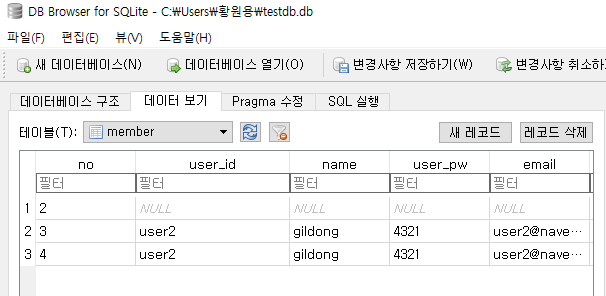 DB Browser for SQLite - C:₩Users₩황원용₩testdb.db
파일(F) 편집(E) 뷰(V) 도움말(H)
새 데이터베이스(N) 데이터베이스 열기(O) 변경사항 저장하기(W) 변경사항 취소하
데이터베이스 구조 데이터 보기 Pragma 수정 SQL 실행
테이블(T): member 새 레코드 레코드 삭제
no user_id name user_pw email
필터 필터 필터 필터 필터
1 2 NULL NULL NULL NULL
2 3 user2 gildong 4321 user2@nave...
3 4 user2 gildong 4321 user2@nave...